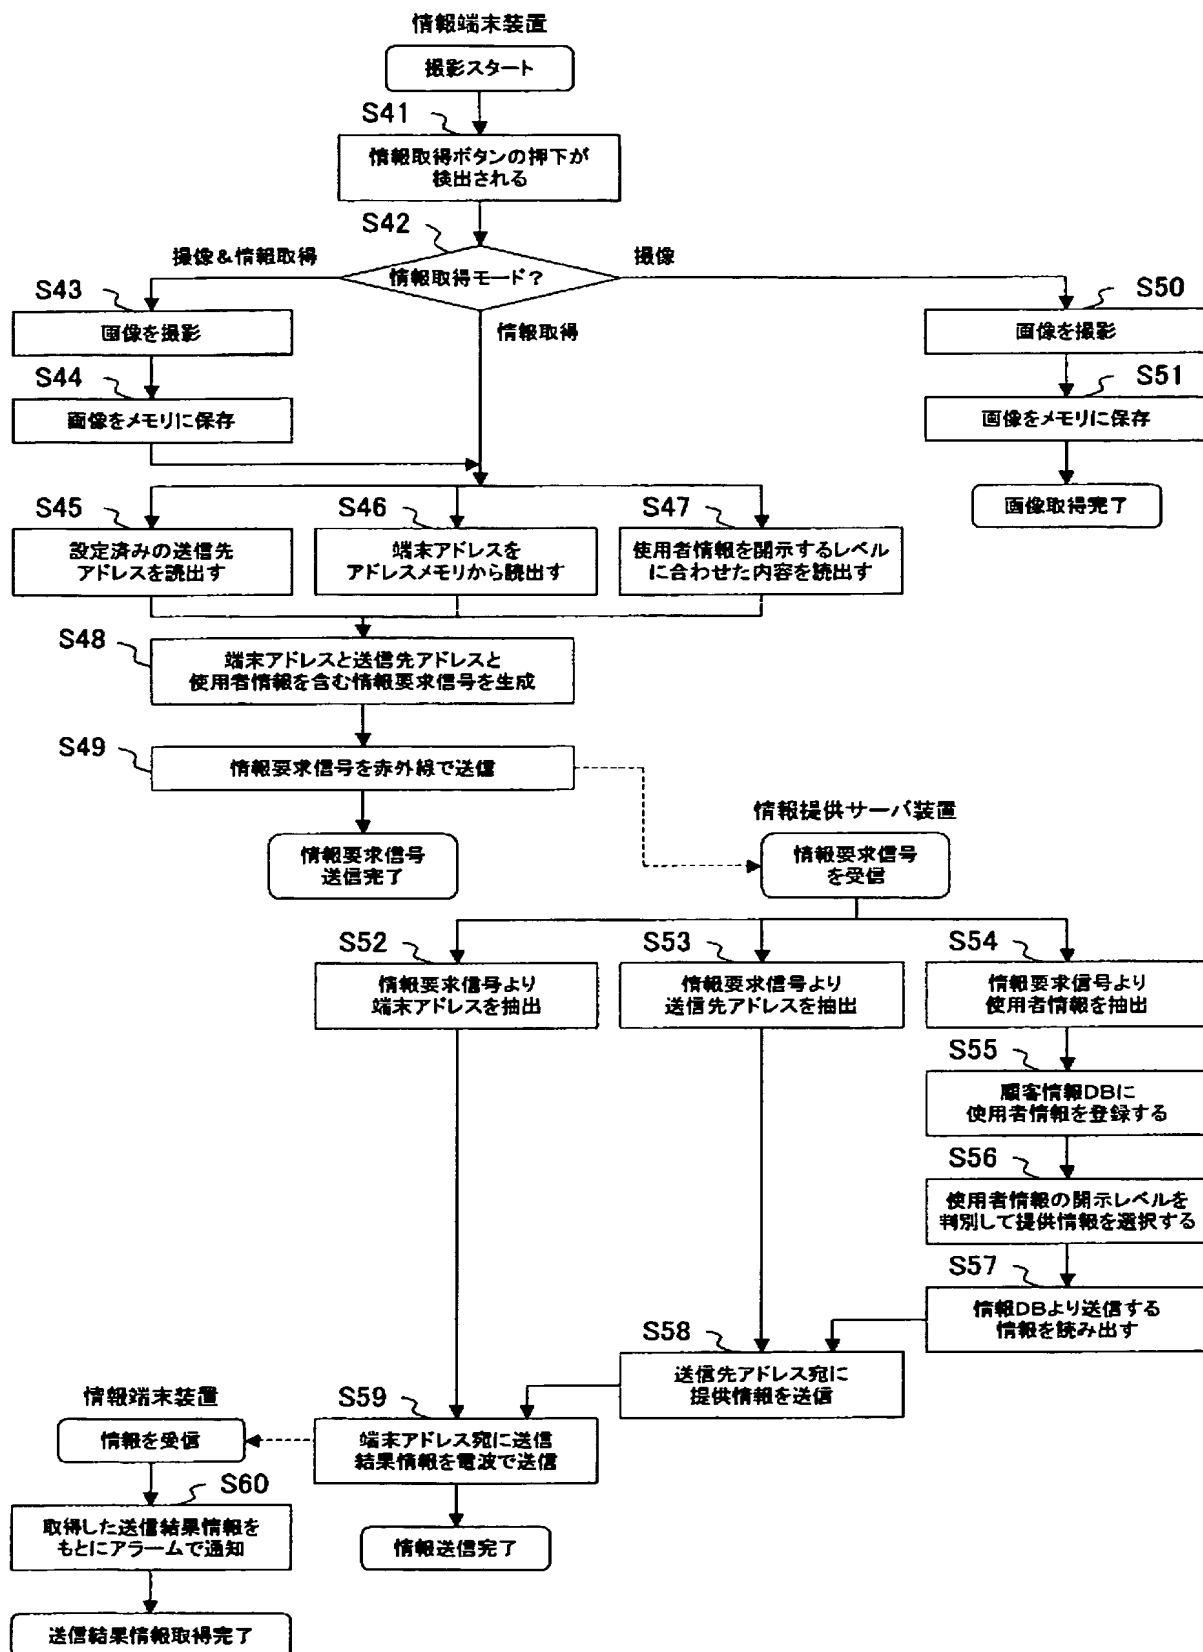 情報端末装置
撮影スタート
S41
情報取得ボタンの押下が
検出される
S42
情報取得モード?
撮像&情報取得
撮像
情報取得
S43
画像を撮影
S44
画像をメモリに保存
S50
画像を撮影
S51
画像をメモリに保存
画像取得完了
S45
設定済みの送信先
アドレスを読出す
S46
端末アドレスを
アドレスメモリから読出す
S47
使用者情報を開示するレベル
に合わせた内容を読出す
S48
端末アドレスと送信先アドレスと
使用者情報を含む情報要求信号を生成
S49
情報要求信号を赤外線で送信
情報要求信号
送信完了
情報提供サーバ装置
情報要求信号
を受信
S52
情報要求信号より
端末アドレスを抽出
S53
情報要求信号より
送信先アドレスを抽出
S54
情報要求信号より
使用者情報を抽出
S55
顧客情報DBに
使用者情報を登録する
S56
使用者情報の開示レベルを
判別して提供情報を選択する
S57
情報DBより送信する
情報を読み出す
S58
送信先アドレス宛に
提供情報を送信
S59
端末アドレス宛に送信
結果情報を電波で送信
情報送信完了
情報端末装置
情報を受信
S60
取得した送信結果情報を
もとにアラームで通知
送信結果情報取得完了